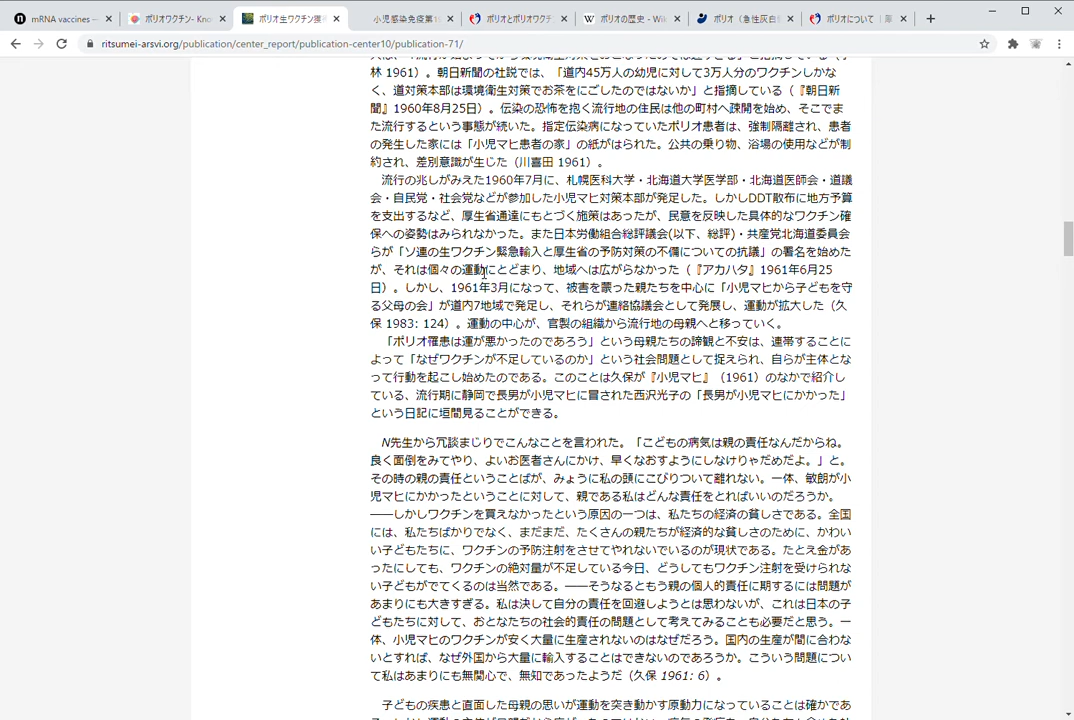 mRNA vaccines —
ポリオワクチン- Kno
ポリオ生ワクチン獲得
小児感染免疫第1
ポリオとポリオワクチ
ポリオの歴史 - Wik
ポリオ（急性灰白
ポリオについて | 厚
ritsumei-arsvi.org/publication/center_report/publication-center10/publication-71/
林 1961）。朝日新聞の社説では、「道内45万人の幼児に対して3万人分のワクチンしかな
く、道対策本部は環境衛生対策でお茶をにごしたのではないか」と指摘している（『朝日新
聞』1960年8月25日）。伝染の恐怖を抱く流行地の住民は他の町村へ疎開を始め、そこでま
た流行するという事態が続いた。指定伝染病になっていたポリオ患者は、強制隔離され、患者
の発生した家には「小児マヒ患者の家」の紙がはられた。公共の乗り物、浴場の使用などが制
約され、差別意識が生じた（川喜田 1961）。
流行の兆しがみえた1960年7月に、札幌医科大学・北海道大学医学部・北海道医師会・道議
会・自民党・社会党などが参加した小児マヒ対策本部が発足した。しかしDDT散布に地方予算
を支出するなど、厚生省通達にもとづく施策はあったが、民意を反映した具体的なワクチン確
保への姿勢はみられなかった。また日本労働組合総評議会(以下、総評)・共産党北海道委員会
らが「ソ連の生ワクチン緊急輸入と厚生省の予防対策の不備についての抗議」の署名を始めた
が、それは個々の運動にとどまり、地域へは広がらなかった（『アカハタ』1961年6月25
日）。しかし、1961年3月になって、被害を蒙った親たちを中心に「小児マヒから子どもを守
る父母の会」が道内7地域で発足し、それらが連絡協議会として発展し、運動が拡大した（久
保 1983: 124）。運動の中心が、官製の組織から流行地の母親へと移っていく。
「ポリオ罹患は運が悪かったのであろう」という母親たちの諦観と不安は、連帯することに
よって「なぜワクチンが不足しているのか」という社会問題として捉えられ、自らが主体とな
って行動を起こし始めたのである。このことは久保が『小児マヒ』（1961）のなかで紹介し
ている、流行期に静岡で長男が小児マヒに冒された西沢光子の「長男が小児マヒにかかった」
という日記に垣間見ることができる。
N先生から冗談まじりでこんなことを言われた。「こどもの病気は親の責任なんだからね。
良く面倒をみてやり、よいお医者さんにかけ、早くなおすようにしなけりゃだめだよ。」と。
その時の親の責任ということばが、みょうに私の頭にこびりついて離れない。一体、敏朗が小
児マヒにかかったということに対して、親である私はどんな責任をとればいいのだろうか。
――しかしワクチンを買えなかったという原因の一つは、私たちの経済の貧しさである。全国
には、私たちばかりでなく、まだまだ、たくさんの親たちが経済的な貧しさのために、かわい
い子どもたちに、ワクチンの予防注射をさせてやれないでいるのが現状である。たとえ金があ
ったにしても、ワクチンの絶対量が不足している今日、どうしてもワクチン注射を受けられな
い子どもがでてくるのは当然である。――そうなるともう親の個人的責任に期するには問題が
あまりにも大きすぎる。私は決して自分の責任を回避しようとは思わないが、これは日本の子
どもたちに対して、おとなたちの社会的責任の問題として考えてみることも必要だと思う。一
体、小児マヒのワクチンが安く大量に生産されないのはなぜだろう。国内の生産が間に合わな
いとすれば、なぜ外国から大量に輸入することはできないのであろうか。こういう問題につい
て私はあまりにも無関心で、無知であったようだ（久保 1961: 6）。
子どもの疾患と直面した母親の思いが運動を突き動かす原動力になっていることは確かであ